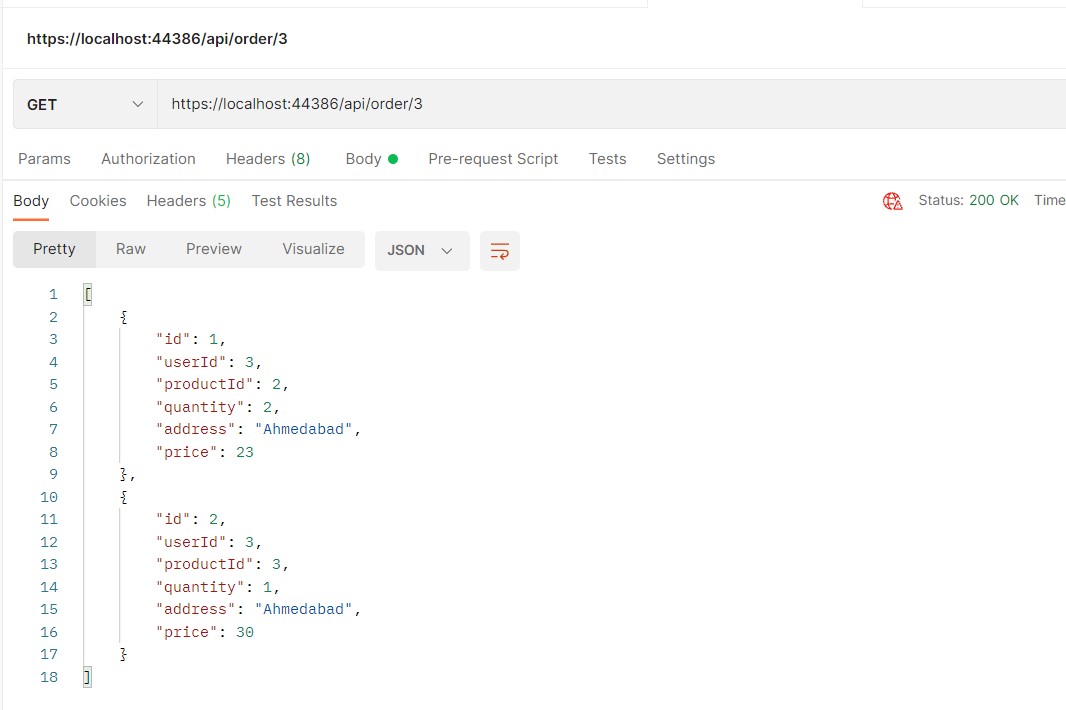 https://localhost:44386/api/order/3
GET https://localhost:44386/api/order/3
Params Authorization Headers (8) Body Pre-request Script Tests Settings
Body Cookies Headers (5) Test Results Status: 200 OK Time
Pretty Raw Preview Visualize JSON
1 [
2 {
3 "id": 1,
4 "userId": 3,
5 "productId": 2,
6 "quantity": 2,
7 "address": "Ahmedabad",
8 "price": 23
9 },
10 {
11 "id": 2,
12 "userId": 3,
13 "productId": 3,
14 "quantity": 1,
15 "address": "Ahmedabad",
16 "price": 30
17 }
18 ]